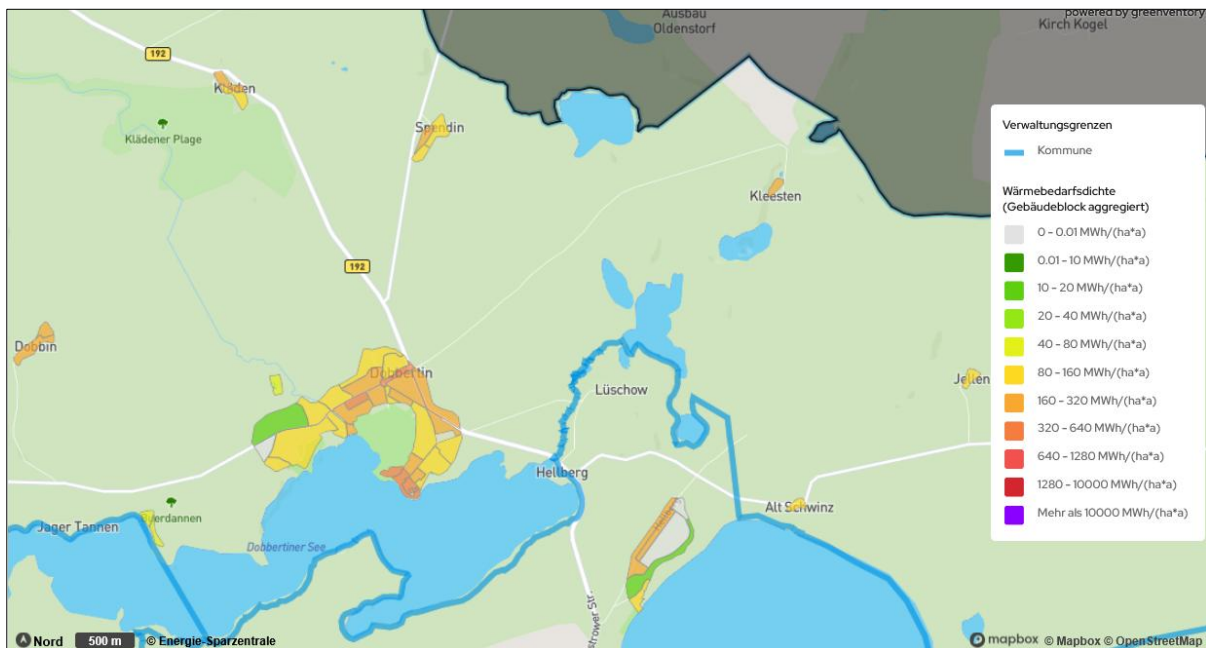 powered by greenventory
Ausbau
Oldenstorf
Kirch Kogel
192
Kläden
Klädener Plage
Spendin
Kleesten
192
Dobbin
Dobbertin
Lüschow
Jellen
Hellberg
Alt Schwinz
Jager Tannen
Dobbertiner See
Verwaltungsgrenzen
Kommune
Wärmebedarfsdichte
(Gebäudeblock aggregiert)
0 - 0.01 MWh/(ha*a)
0.01 - 10 MWh/(ha*a)
10 - 20 MWh/(ha*a)
20 - 40 MWh/(ha*a)
40 - 80 MWh/(ha*a)
80 - 160 MWh/(ha*a)
160 - 320 MWh/(ha*a)
320 - 640 MWh/(ha*a)
640 - 1280 MWh/(ha*a)
1280 - 10000 MWh/(ha*a)
Mehr als 10000 MWh/(ha*a)
Nord
500 m
© Energie-Sparzentrale
mapbox
© Mapbox © OpenStreetMap